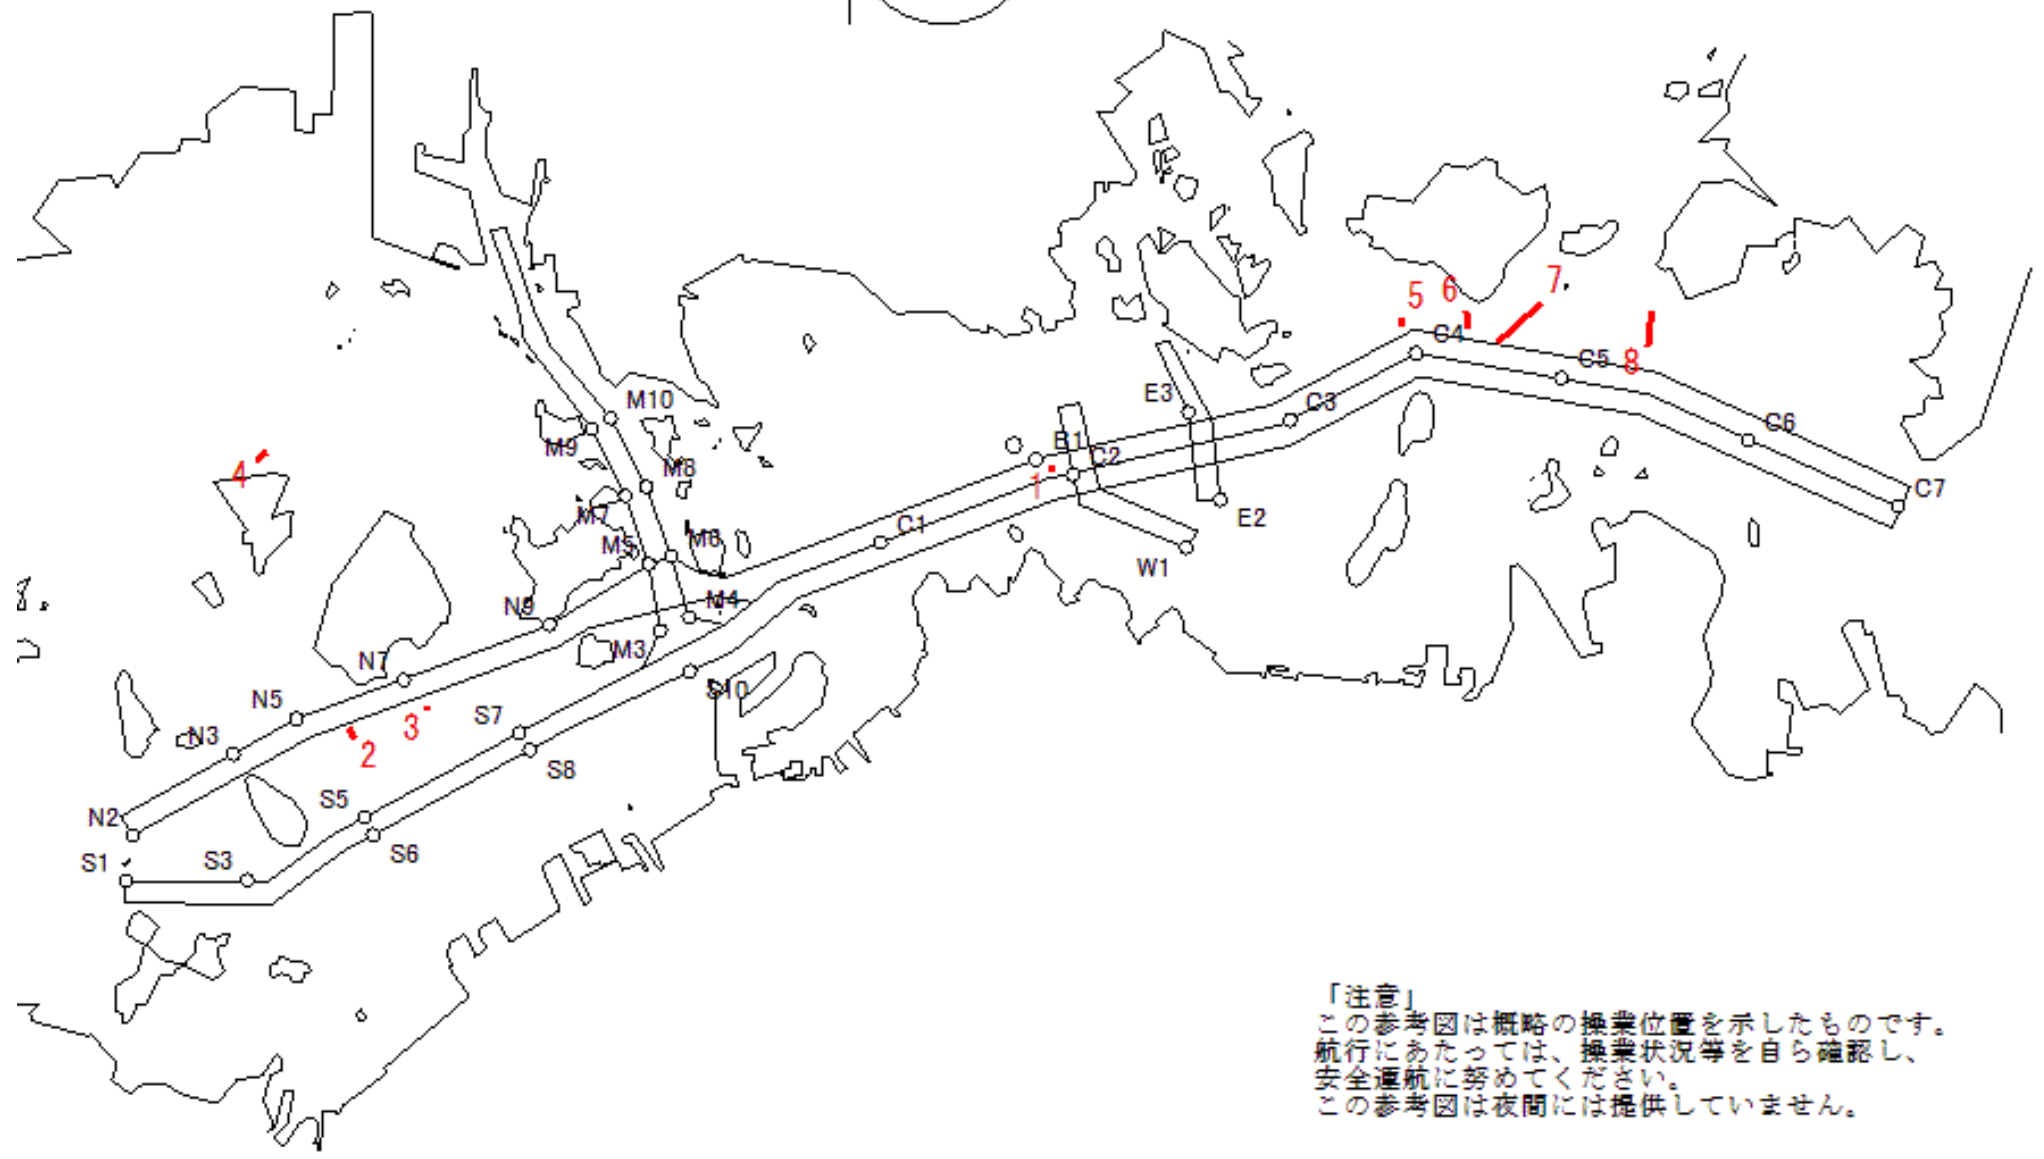 5
6
7
C4
C5
8
E3
C3
C6
M10
M9
B1
C2
1
4
M8
C7
M7
E2
C1
M5
M6
W1
N9
M4
M3
N7
S10
N5
3
S7
N3
2
S8
S5
N2
S6
S1
S3
「注意」
この参考図は概略の操業位置を示したものです。
航行にあたっては、操業状況等を自ら確認し、
安全運航に努めてください。
この参考図は夜間には提供していません。